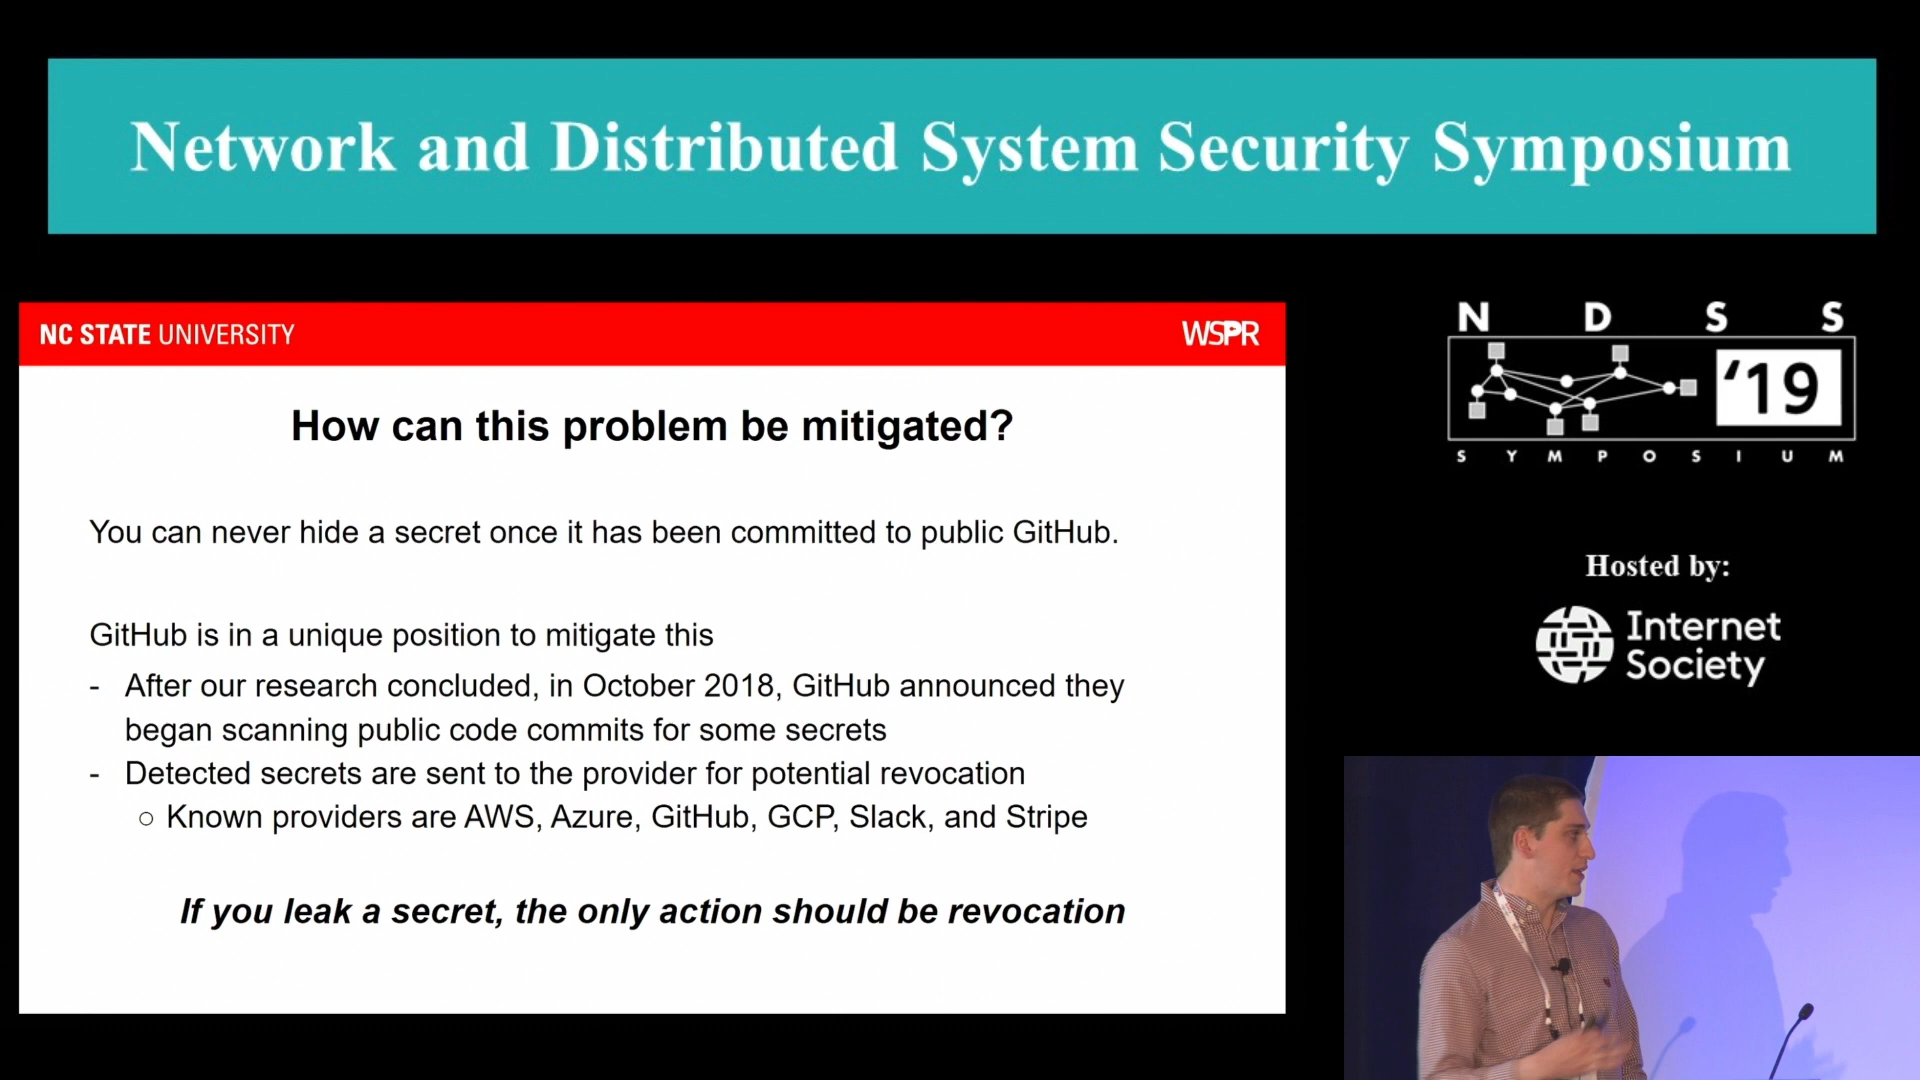 Network and Distributed System Security Symposium
NC STATE UNIVERSITY
WSPR
How can this problem be mitigated?
You can never hide a secret once it has been committed to public GitHub.
GitHub is in a unique position to mitigate this
- After our research concluded, in October 2018, GitHub announced they
began scanning public code commits for some secrets
- Detected secrets are sent to the provider for potential revocation
○ Known providers are AWS, Azure, GitHub, GCP, Slack, and Stripe
If you leak a secret, the only action should be revocation
N D S S
'19
S Y M P O S I U M
Hosted by:
Internet
Society